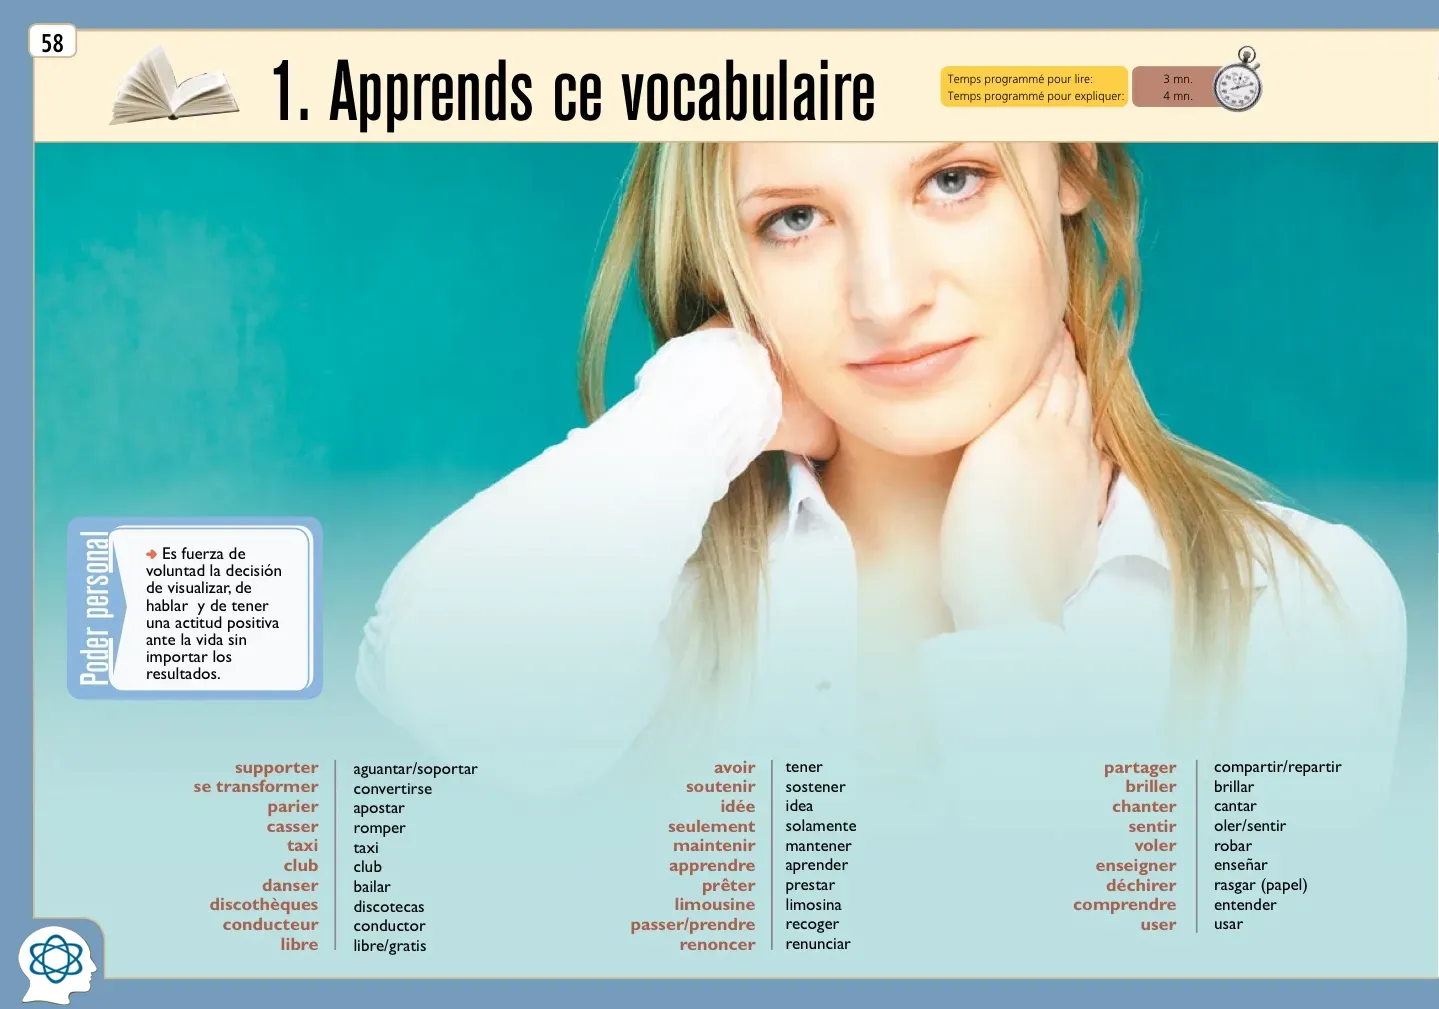 58
1. Apprends ce vocabulaire
Temps programmé pour lire: 3 mn.
Temps programmé pour expliquer: 4 mn.
Poder personal
Es fuerza de
voluntad la decisión
de visualizar, de
hablar y de tener
una actitud positiva
ante la vida sin
importar los
resultados.
supporter aguantar/soportar
se transformer convertirse
parier apostar
casser romper
taxi taxi
club club
danser bailar
discothèques discotecas
conducteur conductor
libre libre/gratis
avoir tener
soutenir sostener
idée idea
seulement solamente
maintenir mantener
apprendre aprender
prêter prestar
limousine limosina
passer/prendre recoger
renoncer renunciar
partager compartir/repartir
briller brillar
chanter cantar
sentir oler/sentir
voler robar
enseigner enseñar
déchirer rasgar (papel)
comprendre entender
user usar